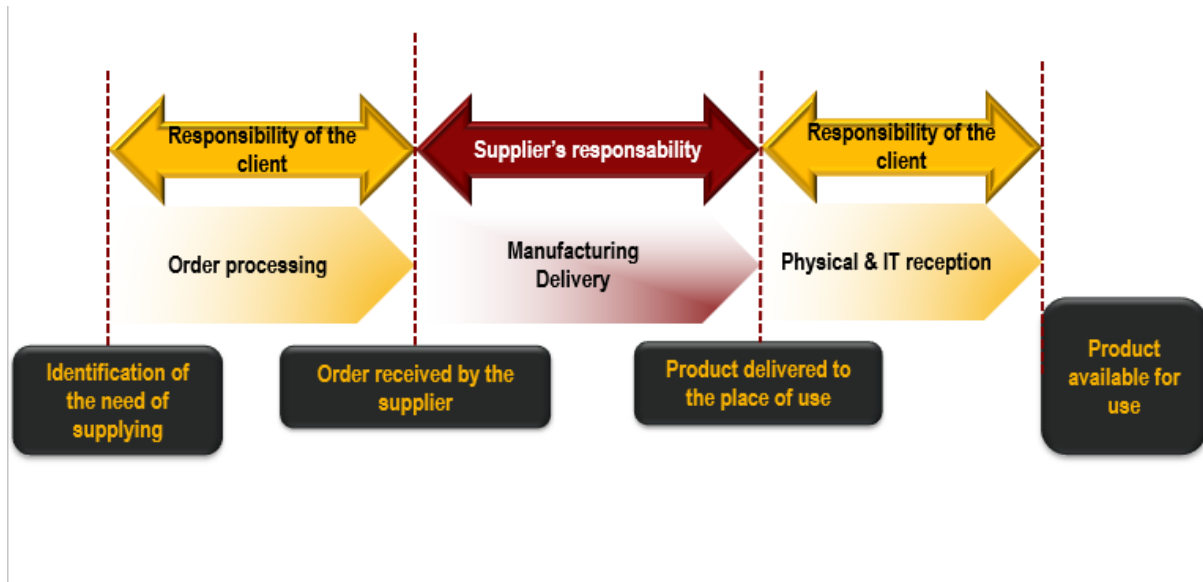 Responsibility of the
client
Supplier's responsability
Responsibility of the
client
Order processing
Manufacturing
Delivery
Physical & IT reception
Identification of
the need of
supplying
Order received by the
supplier
Product delivered to
the place of use
Product
available for
use